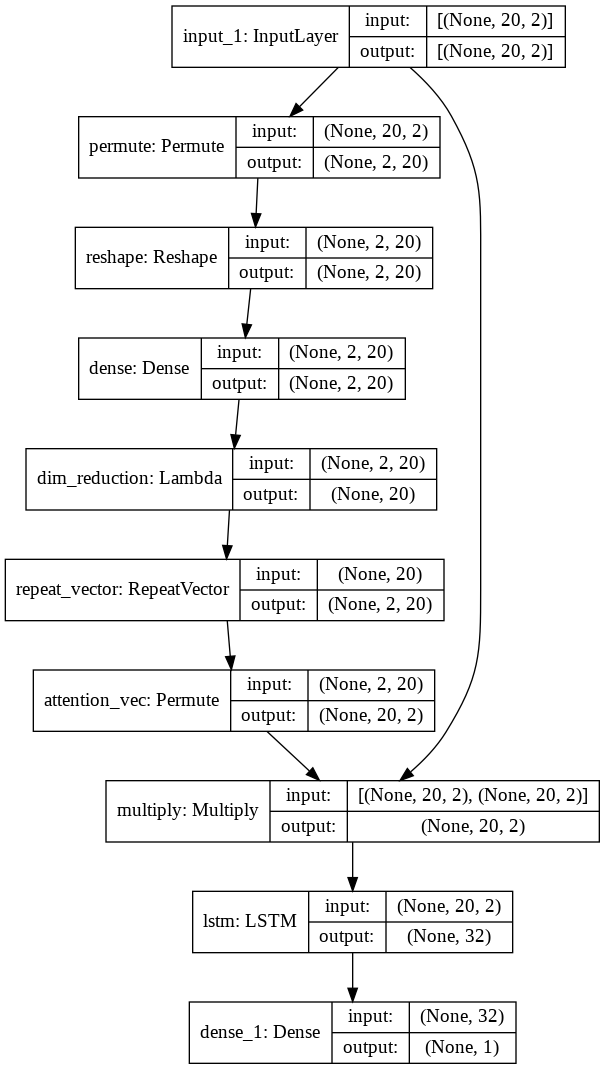 input_1: InputLayer
input:
[(None, 20, 2)]
output:
[(None, 20, 2)]
permute: Permute
input:
(None, 20, 2)
output:
(None, 2, 20)
reshape: Reshape
input:
(None, 2, 20)
output:
(None, 2, 20)
dense: Dense
input:
(None, 2, 20)
output:
(None, 2, 20)
dim_reduction: Lambda
input:
(None, 2, 20)
output:
(None, 20)
repeat_vector: RepeatVector
input:
(None, 20)
output:
(None, 2, 20)
attention_vec: Permute
input:
(None, 2, 20)
output:
(None, 20, 2)
multiply: Multiply
input:
[(None, 20, 2), (None, 20, 2)]
output:
(None, 20, 2)
lstm: LSTM
input:
(None, 20, 2)
output:
(None, 32)
dense_1: Dense
input:
(None, 32)
output:
(None, 1)